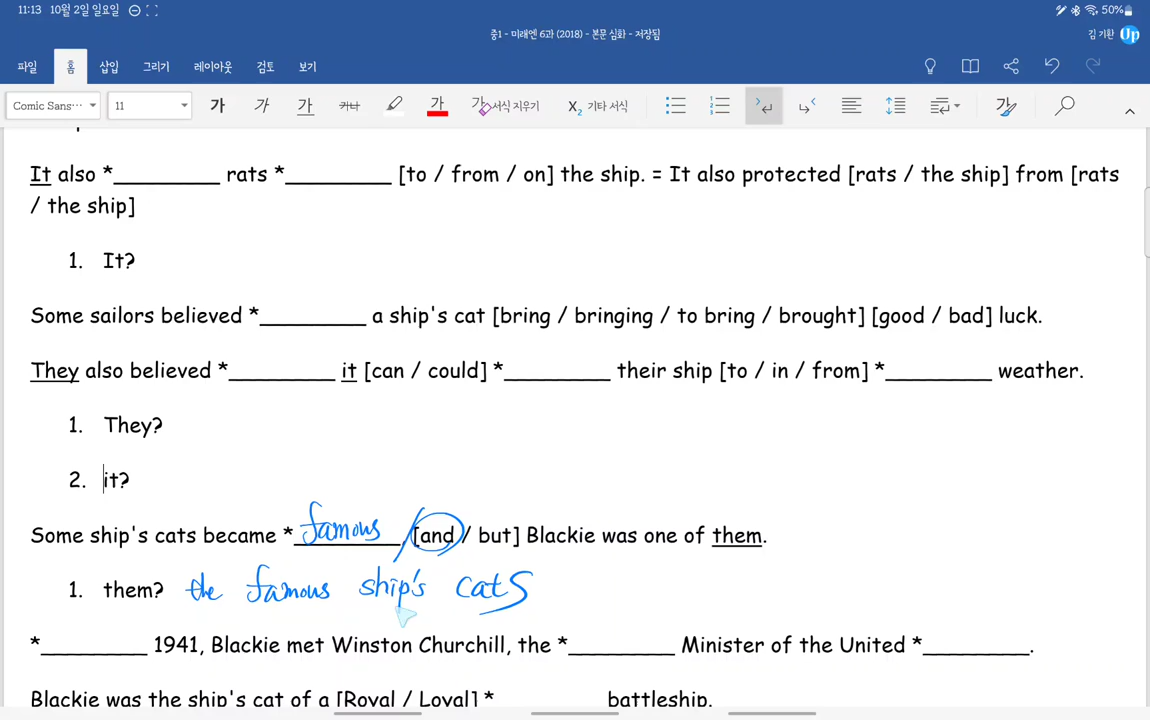 11:13 10월 2일 일요일 50%
중1 - 미래엔 6과 (2018) - 본문 심화 - 저장됨
김 기환 Up
파일 홈 삽입 그리기 레이아웃 검토 보기
Comic Sans··· 11 가 가 가 가나 가 가 서식 지우기 X₂ 기타 서식 가
It also *_________ rats *_________ [to / from / on] the ship. = It also protected [rats / the ship] from [rats
/ the ship]
1. It?
Some sailors believed *_________ a ship's cat [bring / bringing / to bring / brought] [good / bad] luck.
They also believed *_________ it [can / could] *_________ their ship [to / in / from] *_________ weather.
1. They?
2. it?
Some ship's cats became *famous, [and / but] Blackie was one of them.
1. them? the famous ship's cats
*_________ 1941, Blackie met Winston Churchill, the *_________ Minister of the United *_________.
Blackie was the ship's cat of a [Royal / Loyal] *_________ battleship.